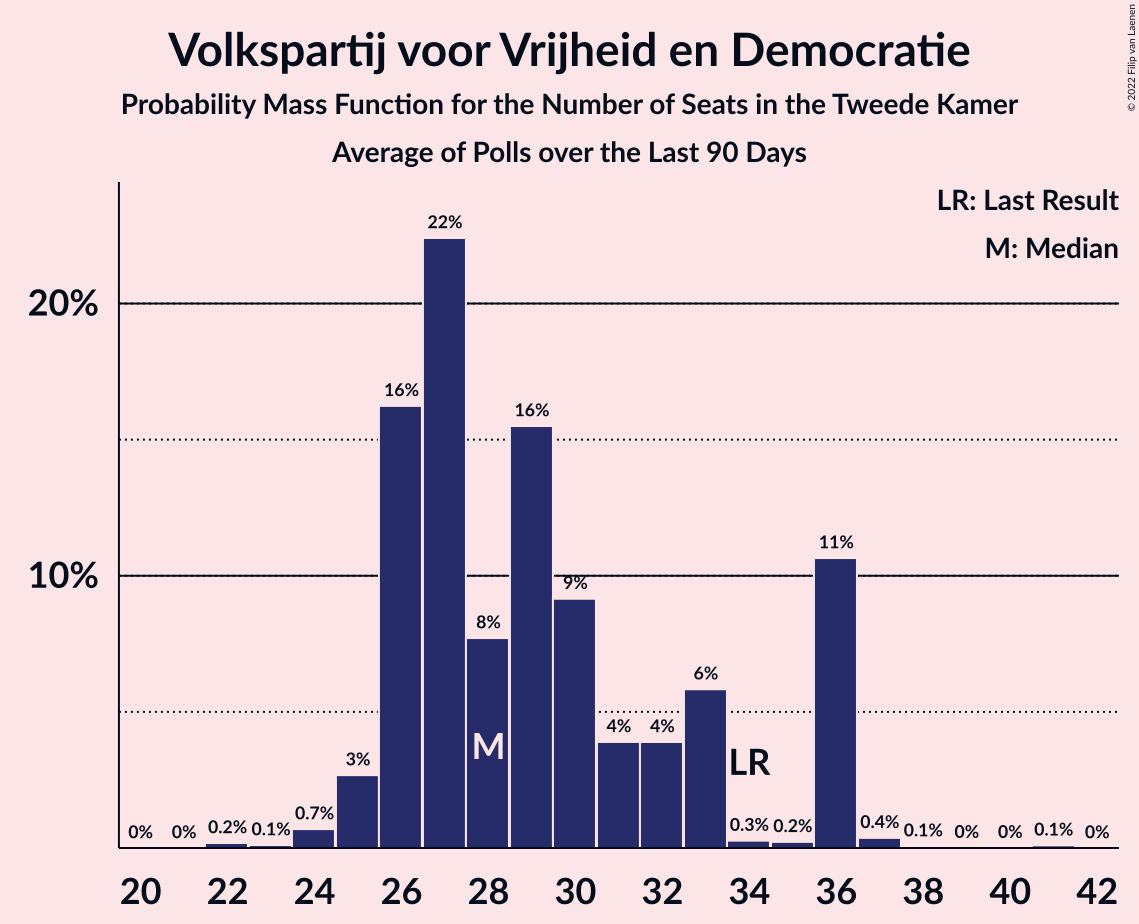 Volkspartij voor Vrijheid en Democratie
Probability Mass Function for the Number of Seats in the Tweede Kamer
Average of Polls over the Last 90 Days
© 2022 Filip van Laenen
LR: Last Result
M: Median
20%
10%
0% 0% 0.2% 0.1% 0.7% 3% 16% 22% 8% 16% 9% 4% 4% 6% 0.3% 0.2% 11% 0.4% 0.1% 0% 0% 0.1% 0%
M LR
20 22 24 26 28 30 32 34 36 38 40 42